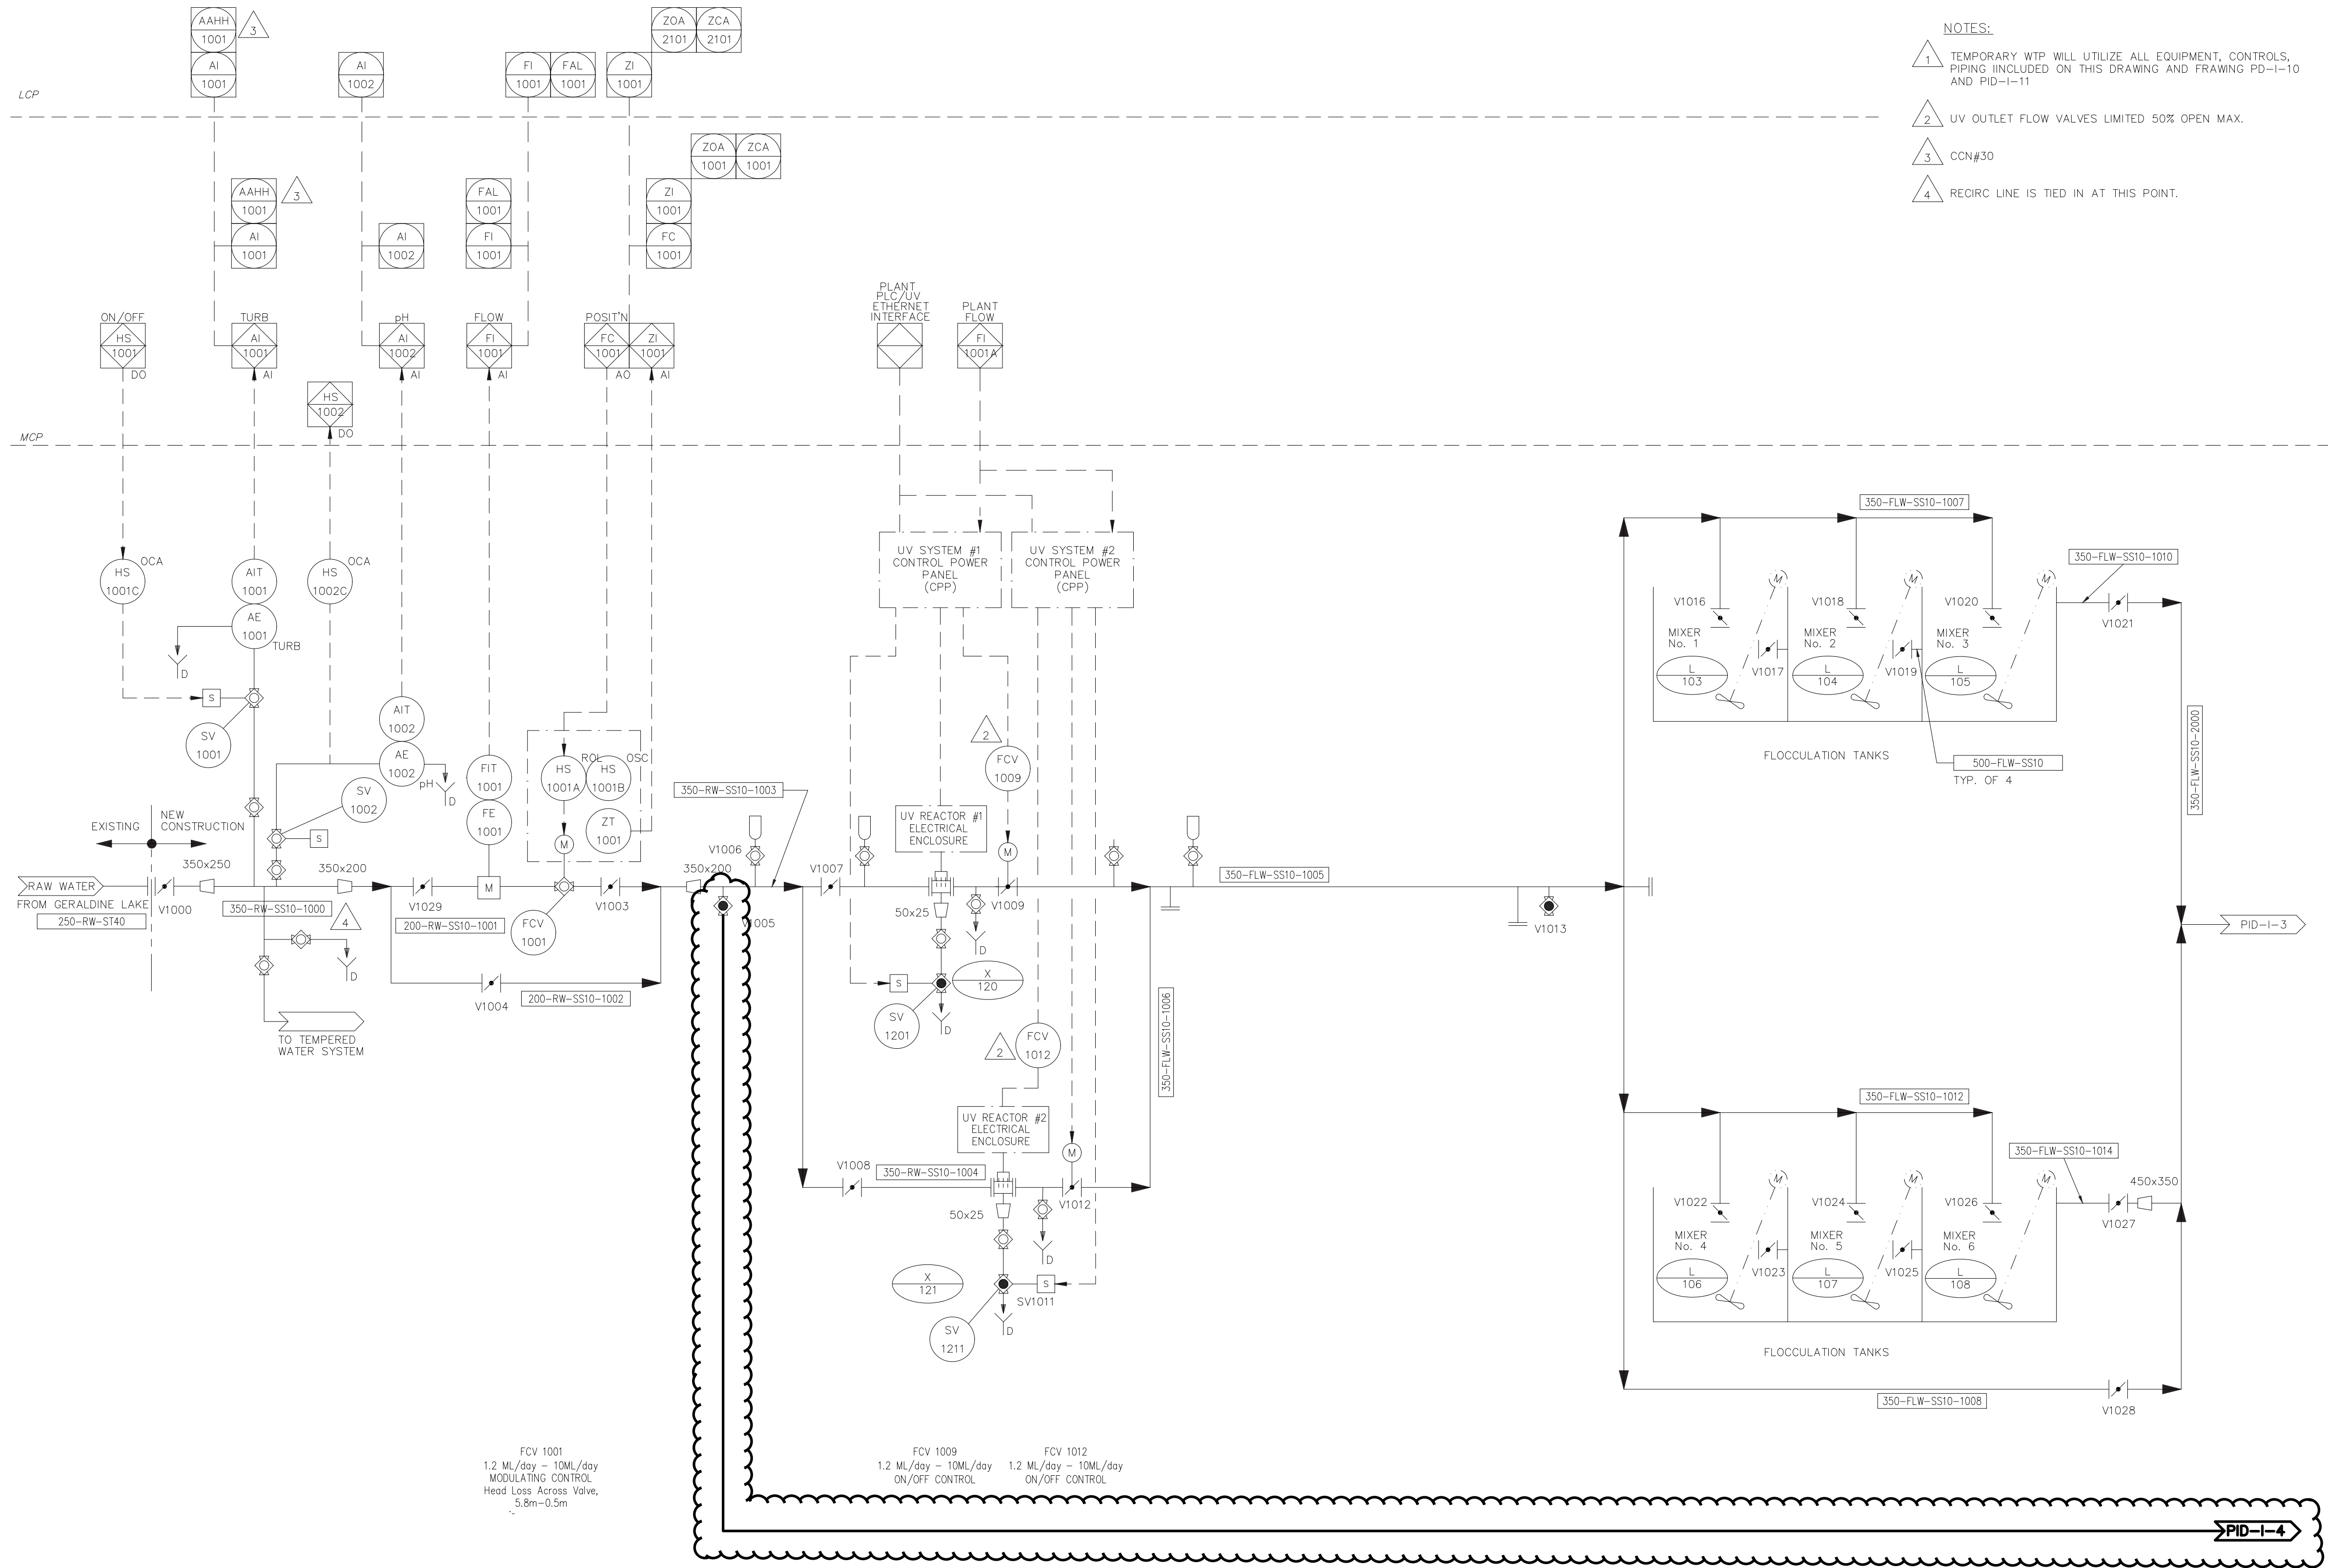 AAHH
1001
3
AI
1001
AI
1002
FI
1001
FAL
1001
ZI
1001
ZOA
2101
ZCA
2101
NOTES:
1 TEMPORARY WTP WILL UTILIZE ALL EQUIPMENT, CONTROLS,
PIPING IINCLUDED ON THIS DRAWING AND FRAWING PD-I-10
AND PID-I-11
2 UV OUTLET FLOW VALVES LIMITED 50% OPEN MAX.
3 CCN#30
4 RECIRC LINE IS TIED IN AT THIS POINT.
LCP
ZOA
1001
ZCA
1001
AAHH
1001
3
AI
1001
AI
1002
FAL
1001
FI
1001
ZI
1001
FC
1001
ON/OFF
HS
1001
DO
TURB
AI
1001
AI
HS
1002
DO
pH
AI
1002
AI
FLOW
FI
1001
AI
POSIT'N
FC
1001
AO
ZI
1001
AI
PLANT
PLC/UV
ETHERNET
INTERFACE
PLANT
FLOW
FI
1001A
MCP
HS
1001C
OCA
AIT
1001
AE
1001
TURB
D
HS
1002C
OCA
S
SV
1001
AIT
1002
AE
1002
pH
D
SV
1002
S
FIT
1001
FE
1001
HS
1001A
ROL
HS
1001B
OSC
ZT
1001
M
UV SYSTEM #1
CONTROL POWER
PANEL
(CPP)
UV SYSTEM #2
CONTROL POWER
PANEL
(CPP)
2
FCV
1009
M
UV REACTOR #1
ELECTRICAL
ENCLOSURE
EXISTING
NEW
CONSTRUCTION
350x250
350x200
RAW WATER
FROM GERALDINE LAKE
250-RW-ST40
V1000
350-RW-SS10-1000
4
D
TO TEMPERED
WATER SYSTEM
V1029
200-RW-SS10-1001
M
FCV
1001
V1003
V1004
200-RW-SS10-1002
350-RW-SS10-1003
350x200
V1006
V1005
V1007
50x25
D
V1009
S
X
120
SV
1201
D
2
FCV
1012
UV REACTOR #2
ELECTRICAL
ENCLOSURE
M
V1008
350-RW-SS10-1004
V1012
50x25
D
X
121
S
SV1011
SV
1211
D
350-FLW-SS10-1006
350-FLW-SS10-1005
V1013
350-FLW-SS10-1007
350-FLW-SS10-1010
V1016
MIXER
No. 1
L
103
M
V1017
V1018
MIXER
No. 2
L
104
M
V1019
V1020
MIXER
No. 3
L
105
M
V1021
FLOCCULATION TANKS
500-FLW-SS10
TYP. OF 4
350-FLW-SS10-2000
PID-I-3
350-FLW-SS10-1012
350-FLW-SS10-1014
V1022
MIXER
No. 4
L
106
M
V1023
V1024
MIXER
No. 5
L
107
M
V1025
V1026
MIXER
No. 6
L
108
M
450x350
V1027
FLOCCULATION TANKS
350-FLW-SS10-1008
V1028
FCV 1001
1.2 ML/day - 10ML/day
MODULATING CONTROL
Head Loss Across Valve,
5.8m-0.5m
FCV 1009
1.2 ML/day - 10ML/day
ON/OFF CONTROL
FCV 1012
1.2 ML/day - 10ML/day
ON/OFF CONTROL
PID-I-4